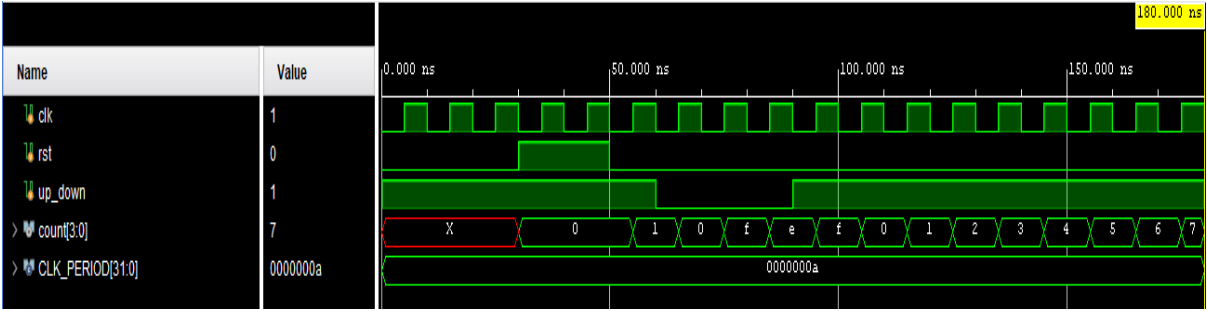 180.000 ns
Name Value 0.000 ns 50.000 ns 100.000 ns 150.000 ns
clk 1
rst 0
up_down 1
count[3:0] 7 X 0 1 0 f e f 0 1 2 3 4 5 6 7
CLK_PERIOD[31:0] 0000000a 0000000a